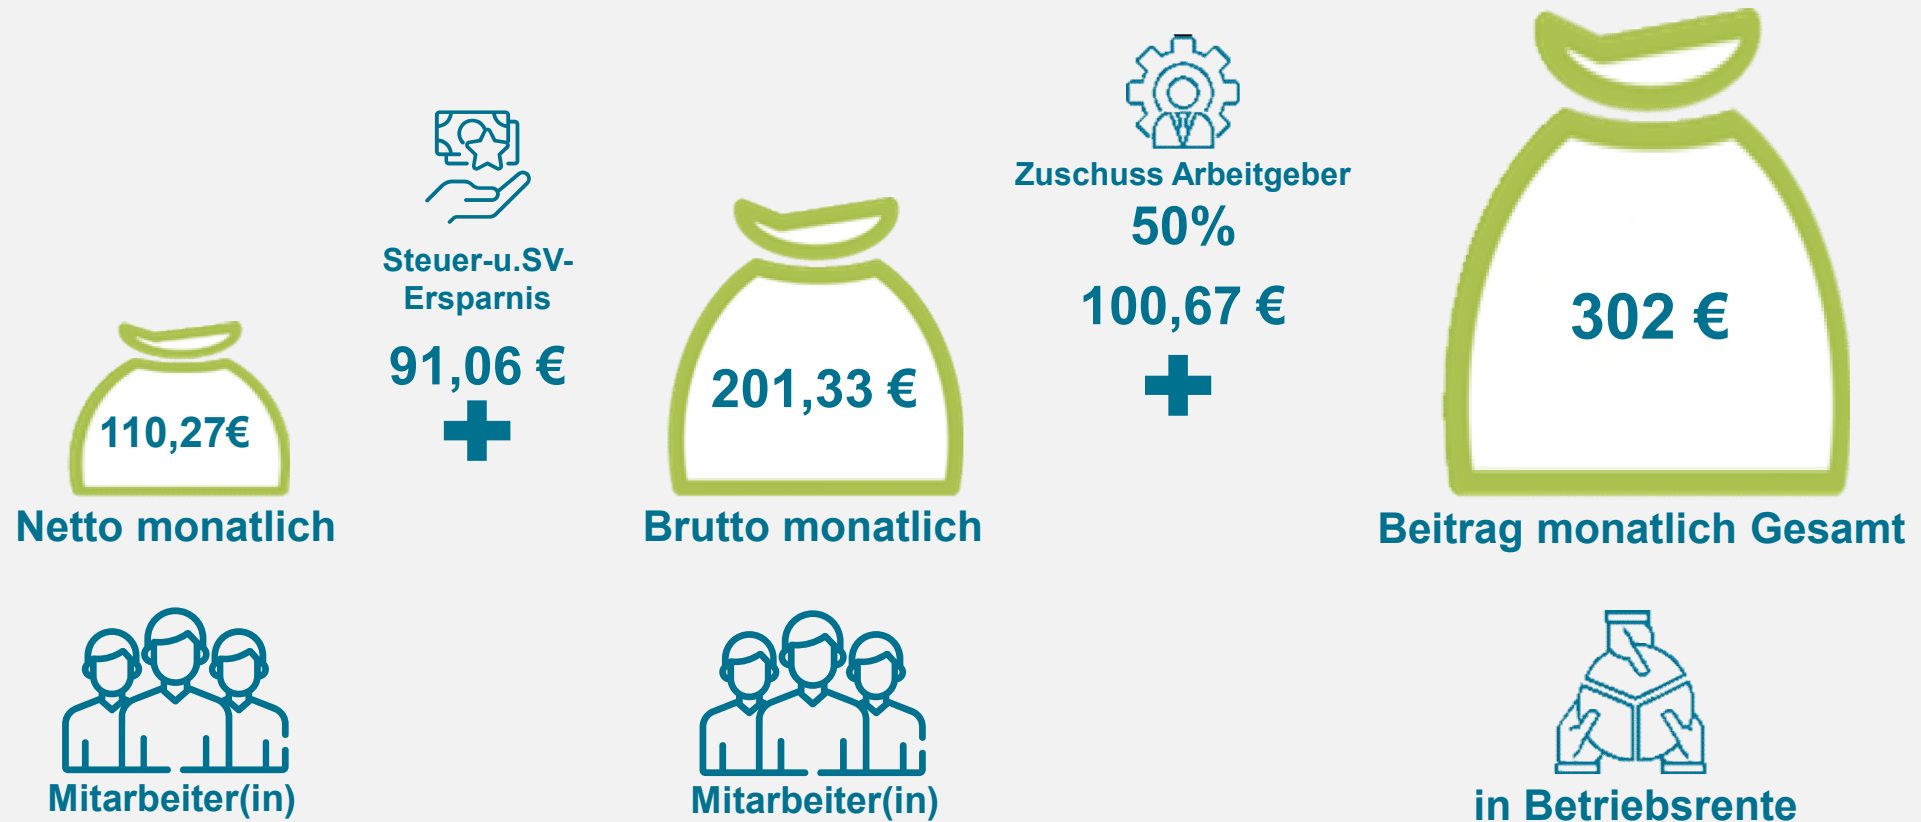 110,27€
Netto monatlich
Mitarbeiter(in)
Steuer-u.SV-
Ersparnis
91,06 €
201,33 €
Brutto monatlich
Mitarbeiter(in)
Zuschuss Arbeitgeber
50%
100,67 €
302 €
Beitrag monatlich Gesamt
in Betriebsrente